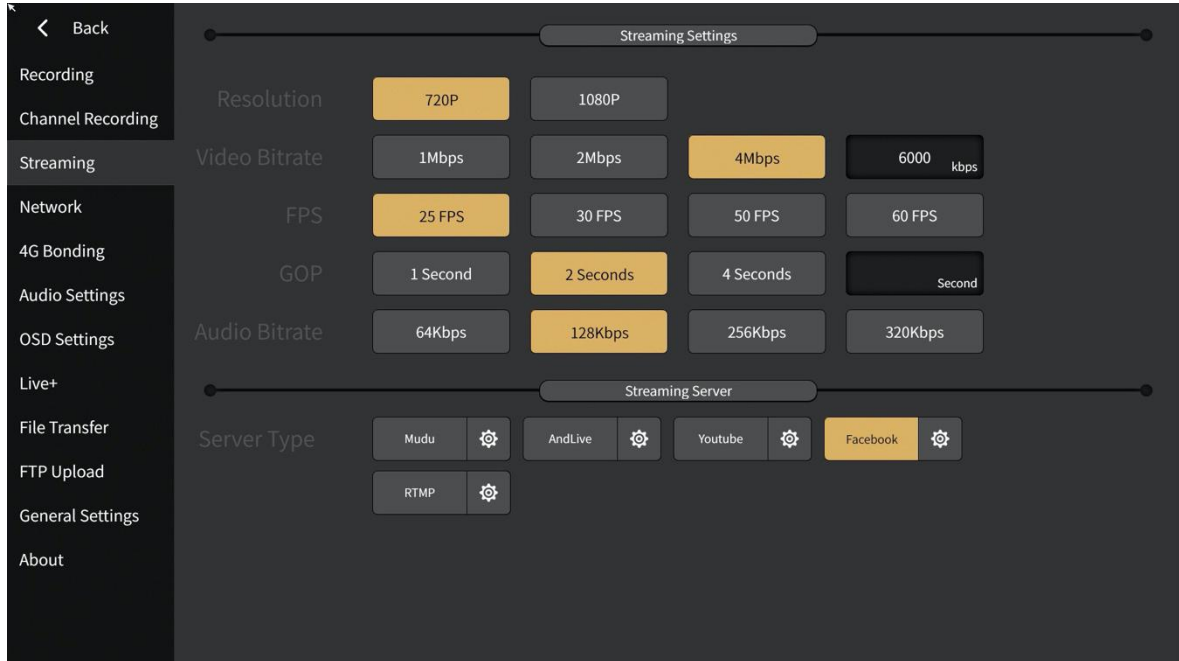 Back
Recording
Channel Recording
Streaming
Network
4G Bonding
Audio Settings
OSD Settings
Live+
File Transfer
FTP Upload
General Settings
About
Streaming Settings
Resolution 720P 1080P
Video Bitrate 1Mbps 2Mbps 4Mbps 6000 kbps
FPS 25 FPS 30 FPS 50 FPS 60 FPS
GOP 1 Second 2 Seconds 4 Seconds Second
Audio Bitrate 64Kbps 128Kbps 256Kbps 320Kbps
Streaming Server
Server Type Mudu AndLive Youtube Facebook
RTMP